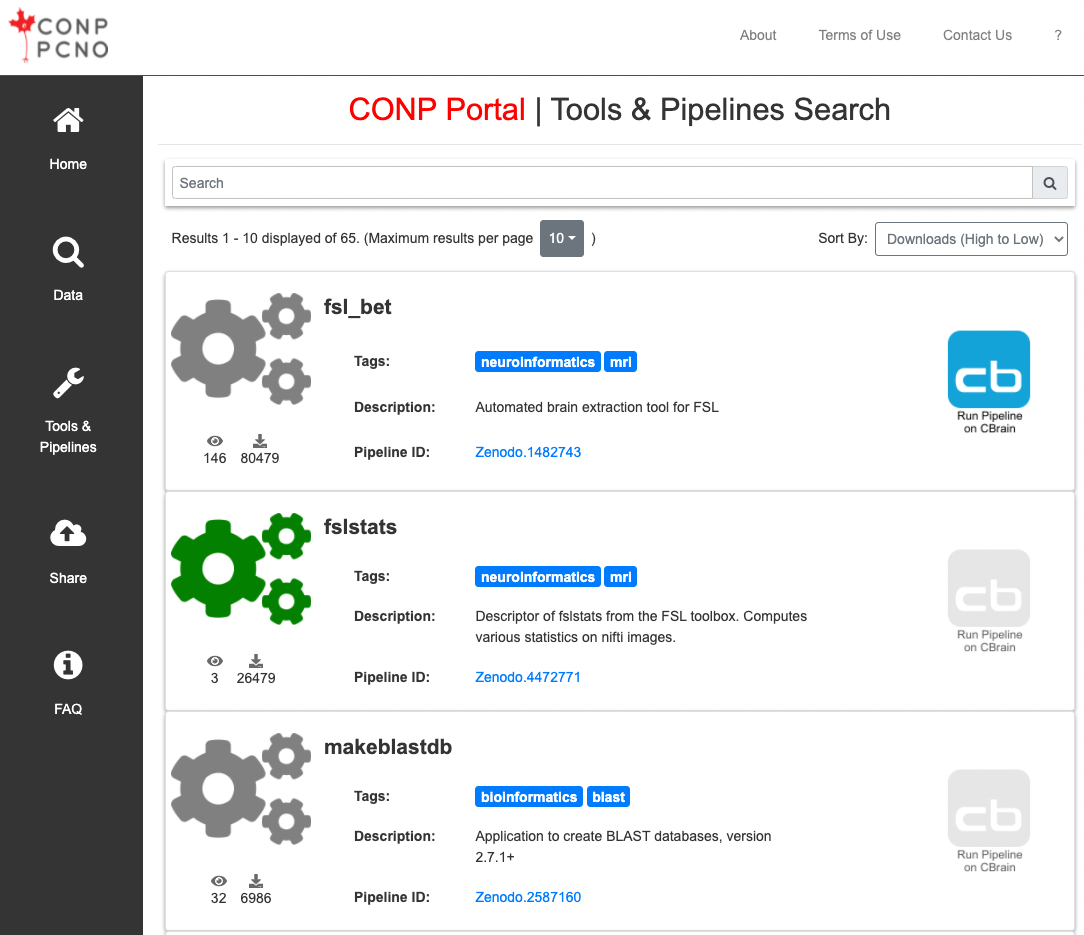 CONP
PCNO
About Terms of Use Contact Us ?
Home
Data
Tools &
Pipelines
Share
FAQ
CONP Portal | Tools & Pipelines Search
Search
Results 1 - 10 displayed of 65. (Maximum results per page 10 )
Sort By: Downloads (High to Low)
fsl_bet
Tags: neuroinformatics mri
Description: Automated brain extraction tool for FSL
Pipeline ID: Zenodo.1482743
146 80479
cb
Run Pipeline
on CBrain
fslstats
Tags: neuroinformatics mri
Description: Descriptor of fslstats from the FSL toolbox. Computes
various statistics on nifti images.
Pipeline ID: Zenodo.4472771
3 26479
cb
Run Pipeline
on CBrain
makeblastdb
Tags: bioinformatics blast
Description: Application to create BLAST databases, version
2.7.1+
Pipeline ID: Zenodo.2587160
32 6986
cb
Run Pipeline
on CBrain